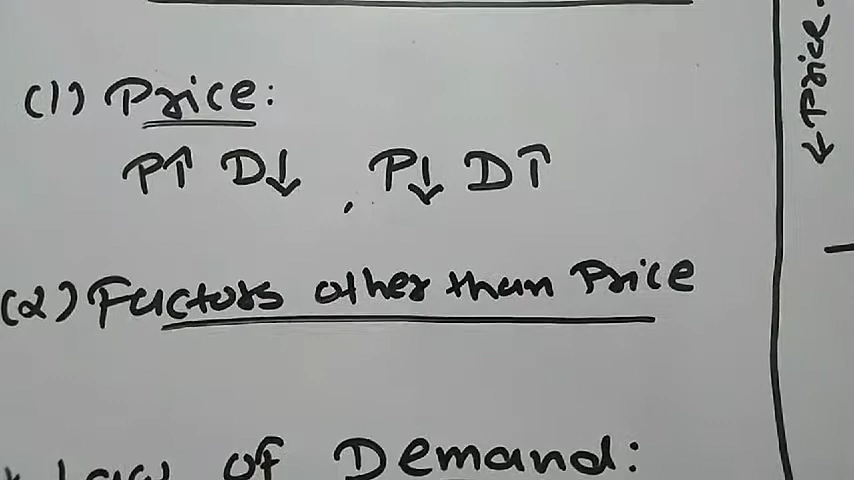 (1) Price:
P↑ D↓ , P↓ D↑
(2) Factors other than Price
Law of Demand:
← Price